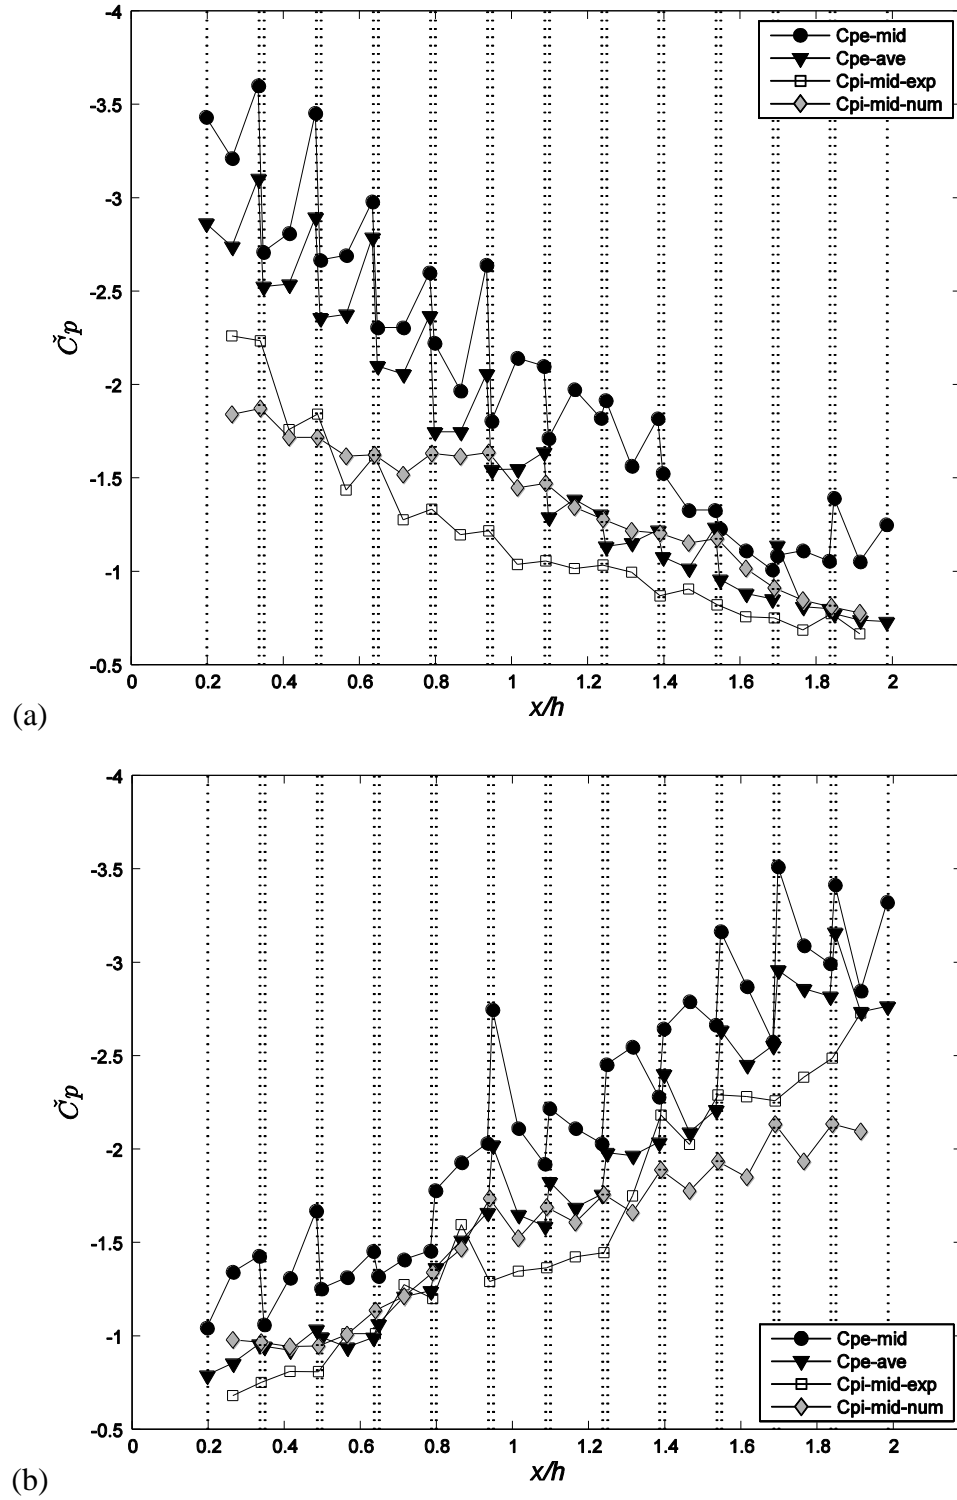 -4
-3.5
-3
-2.5
-2
-1.5
-1
-0.5
Čp
Cpe-mid
Cpe-ave
Cpi-mid-exp
Cpi-mid-num
0 0.2 0.4 0.6 0.8 1 1.2 1.4 1.6 1.8 2
x/h
(a)
-4
-3.5
-3
-2.5
-2
-1.5
-1
-0.5
Čp
Cpe-mid
Cpe-ave
Cpi-mid-exp
Cpi-mid-num
0 0.2 0.4 0.6 0.8 1 1.2 1.4 1.6 1.8 2
x/h
(b)